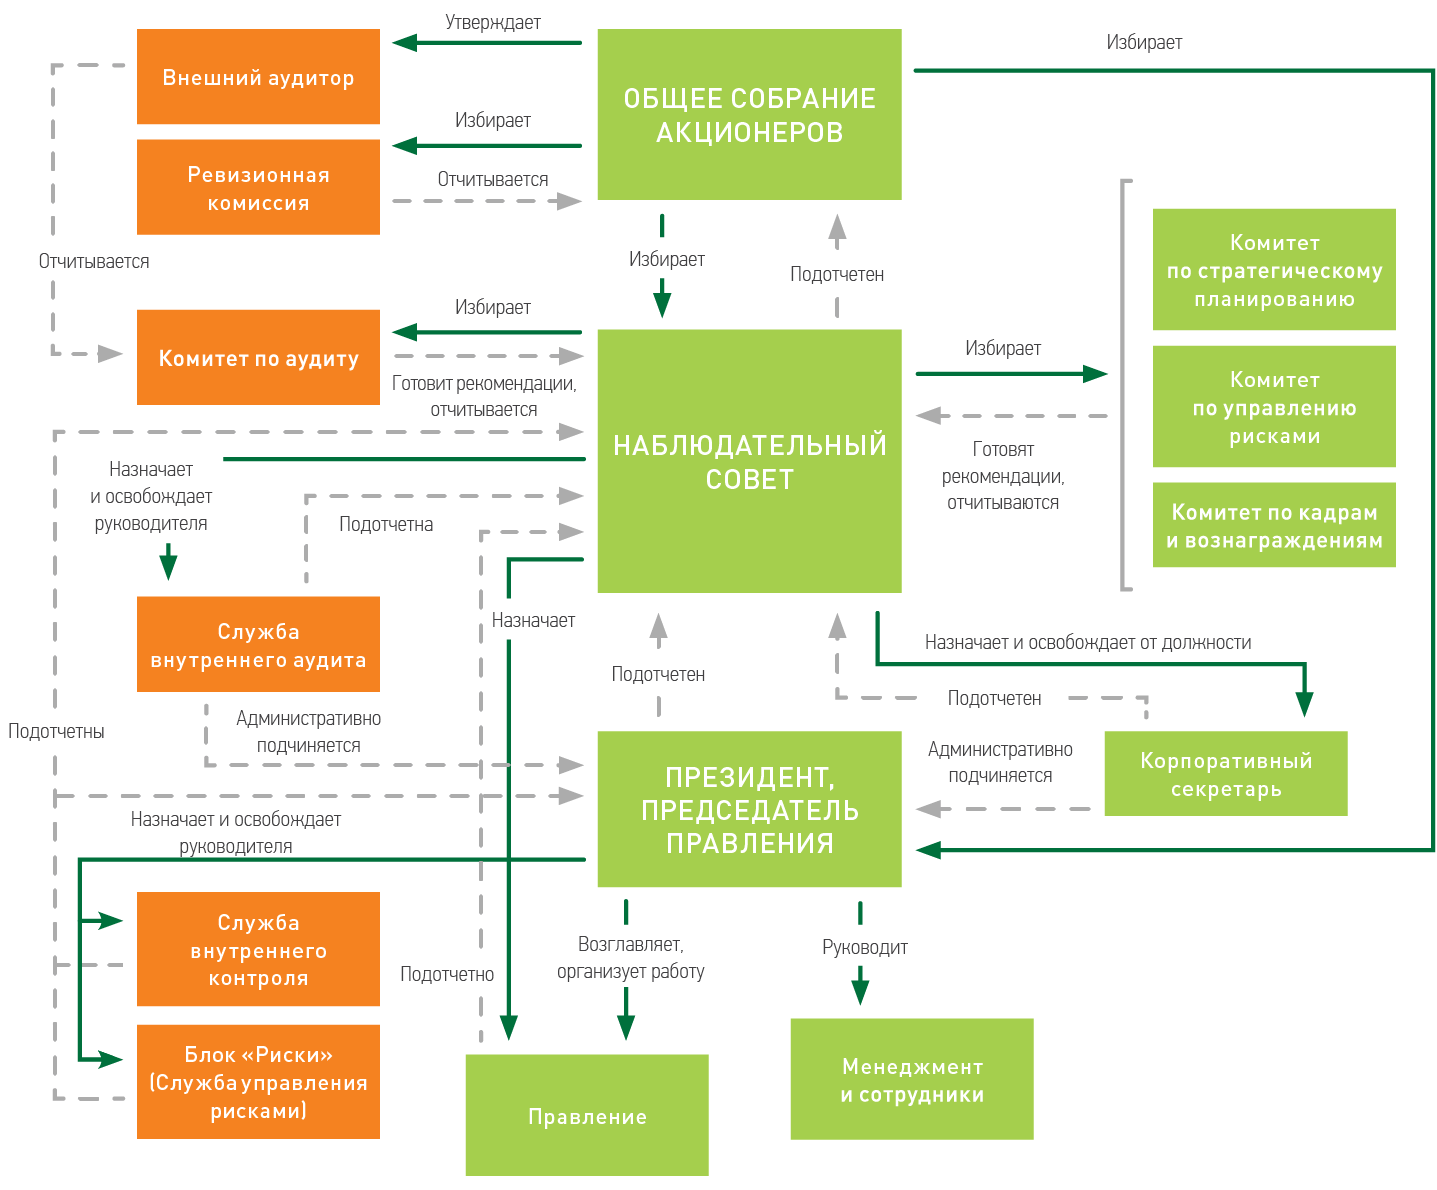 Утверждает
Избирает
Внешний аудитор
ОБЩЕЕ СОБРАНИЕ
АКЦИОНЕРОВ
Избирает
Ревизионная
комиссия
Отчитывается
Отчитывается
Избирает
Подотчетен
Комитет
по стратегическому
планированию
Избирает
Комитет по аудиту
Готовит рекомендации,
отчитывается
Избирает
Комитет
по управлению
рисками
НАБЛЮДАТЕЛЬНЫЙ
СОВЕТ
Готовят
рекомендации,
отчитываются
Назначает
и освобождает
руководителя
Подотчетна
Комитет по кадрам
и вознаграждениям
Служба
внутреннего аудита
Назначает
Назначает и освобождает от должности
Подотчетен
Подотчетен
Подотчетны
Административно
подчиняется
ПРЕЗИДЕНТ,
ПРЕДСЕДАТЕЛЬ
ПРАВЛЕНИЯ
Административно
подчиняется
Корпоративный
секретарь
Назначает и освобождает
руководителя
Служба
внутреннего
контроля
Подотчетно
Возглавляет,
организует работу
Руководит
Блок «Риски»
(Служба управления
рисками)
Правление
Менеджмент
и сотрудники